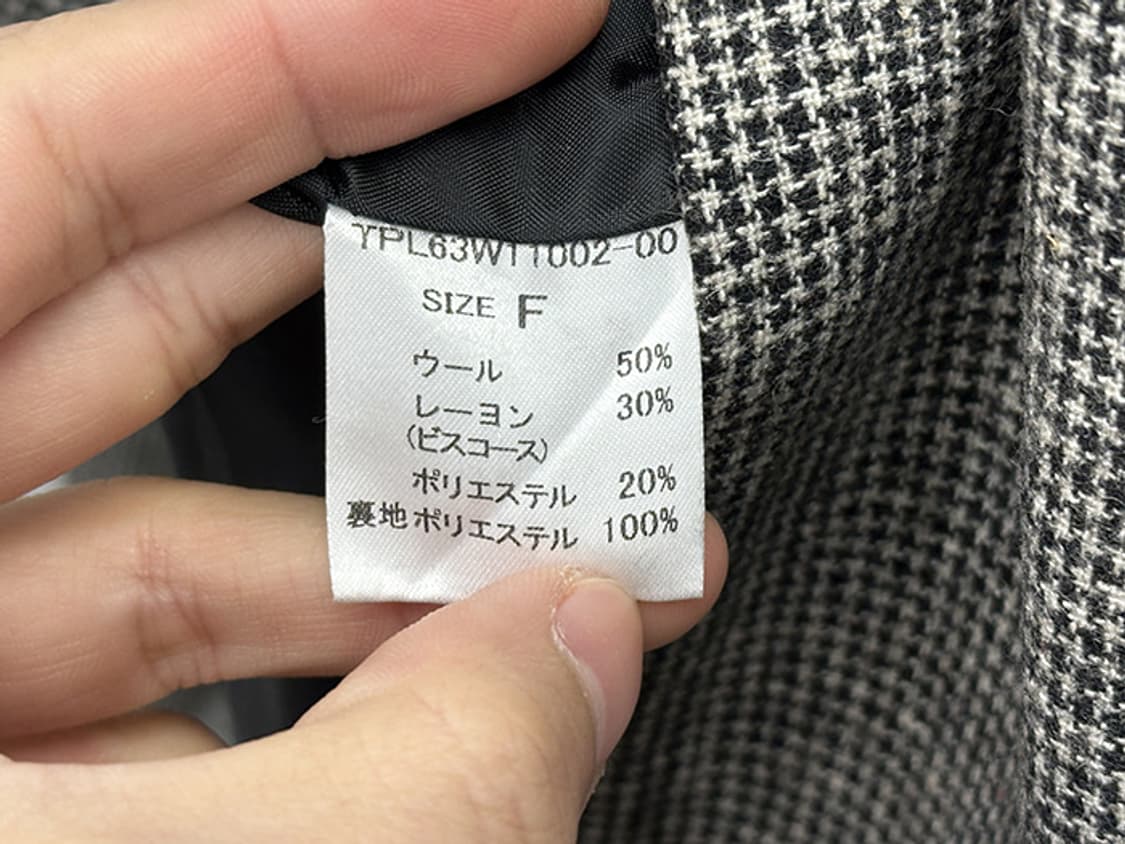 YPL63W11002-00
SIZE F
ウール 50%
レーヨン 30%
(ビスコース)
ポリエステル 20%
裏地 ポリエステル 100%